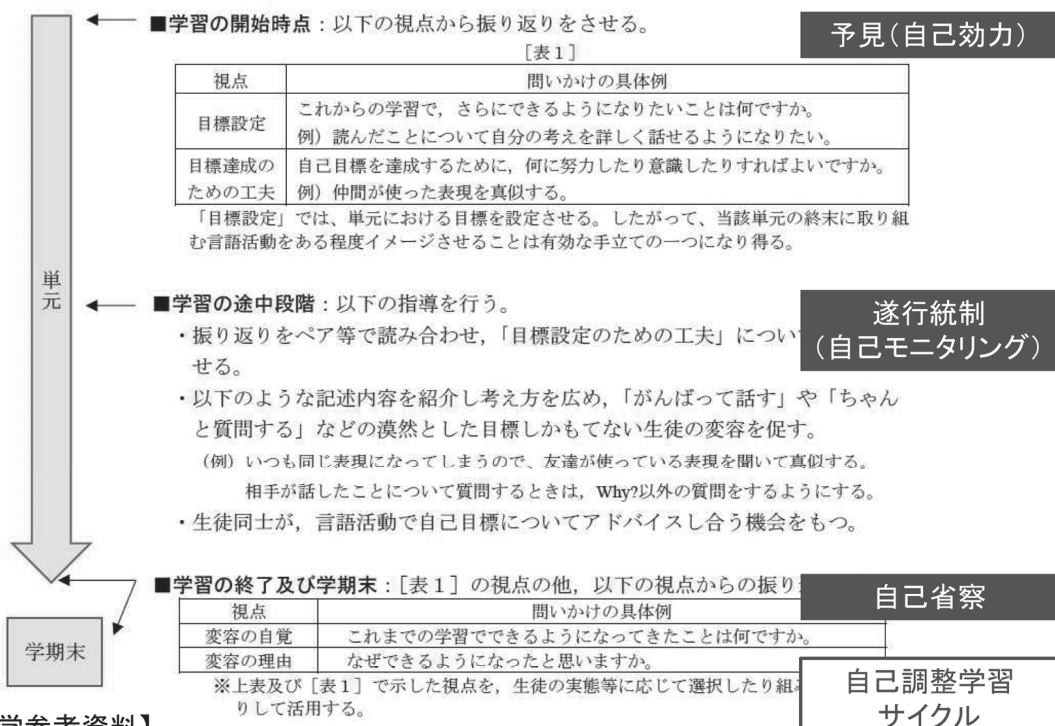 ■学習の開始時点：以下の視点から振り返りをさせる。
予見（自己効力）
［表１］
視点 問いかけの具体例
目標設定 これからの学習で，さらにできるようになりたいことは何ですか。
例）読んだことについて自分の考えを詳しく話せるようになりたい。
目標達成の 自己目標を達成するために，何に努力したり意識したりすればよいですか。
ための工夫 例）仲間が使った表現を真似する。
「目標設定」では、単元における目標を設定させる。したがって、当該単元の終末に取り組
む言語活動をある程度イメージさせることは有効な手立ての一つになり得る。
単元
■学習の途中段階：以下の指導を行う。
遂行統制
（自己モニタリング）
・振り返りをペア等で読み合わせ，「目標設定のための工夫」につい
せる。
・以下のような記述内容を紹介し考え方を広め，「がんばって話す」や「ちゃん
と質問する」などの漠然とした目標しかもてない生徒の変容を促す。
（例）いつも同じ表現になってしまうので、友達が使っている表現を聞いて真似する。
相手が話したことについて質問するときは，Why?以外の質問をするようにする。
・生徒同士が，言語活動で自己目標についてアドバイスし合う機会をもつ。
■学習の終了及び学期末：［表１］の視点の他，以下の視点からの振り
自己省察
視点 問いかけの具体例
変容の自覚 これまでの学習でできるようになってきたことは何ですか。
変容の理由 なぜできるようになったと思いますか。
学期末
※上表及び［表１］で示した視点を，生徒の実態等に応じて選択したり組み
りして活用する。
自己調整学習
サイクル
参考資料】